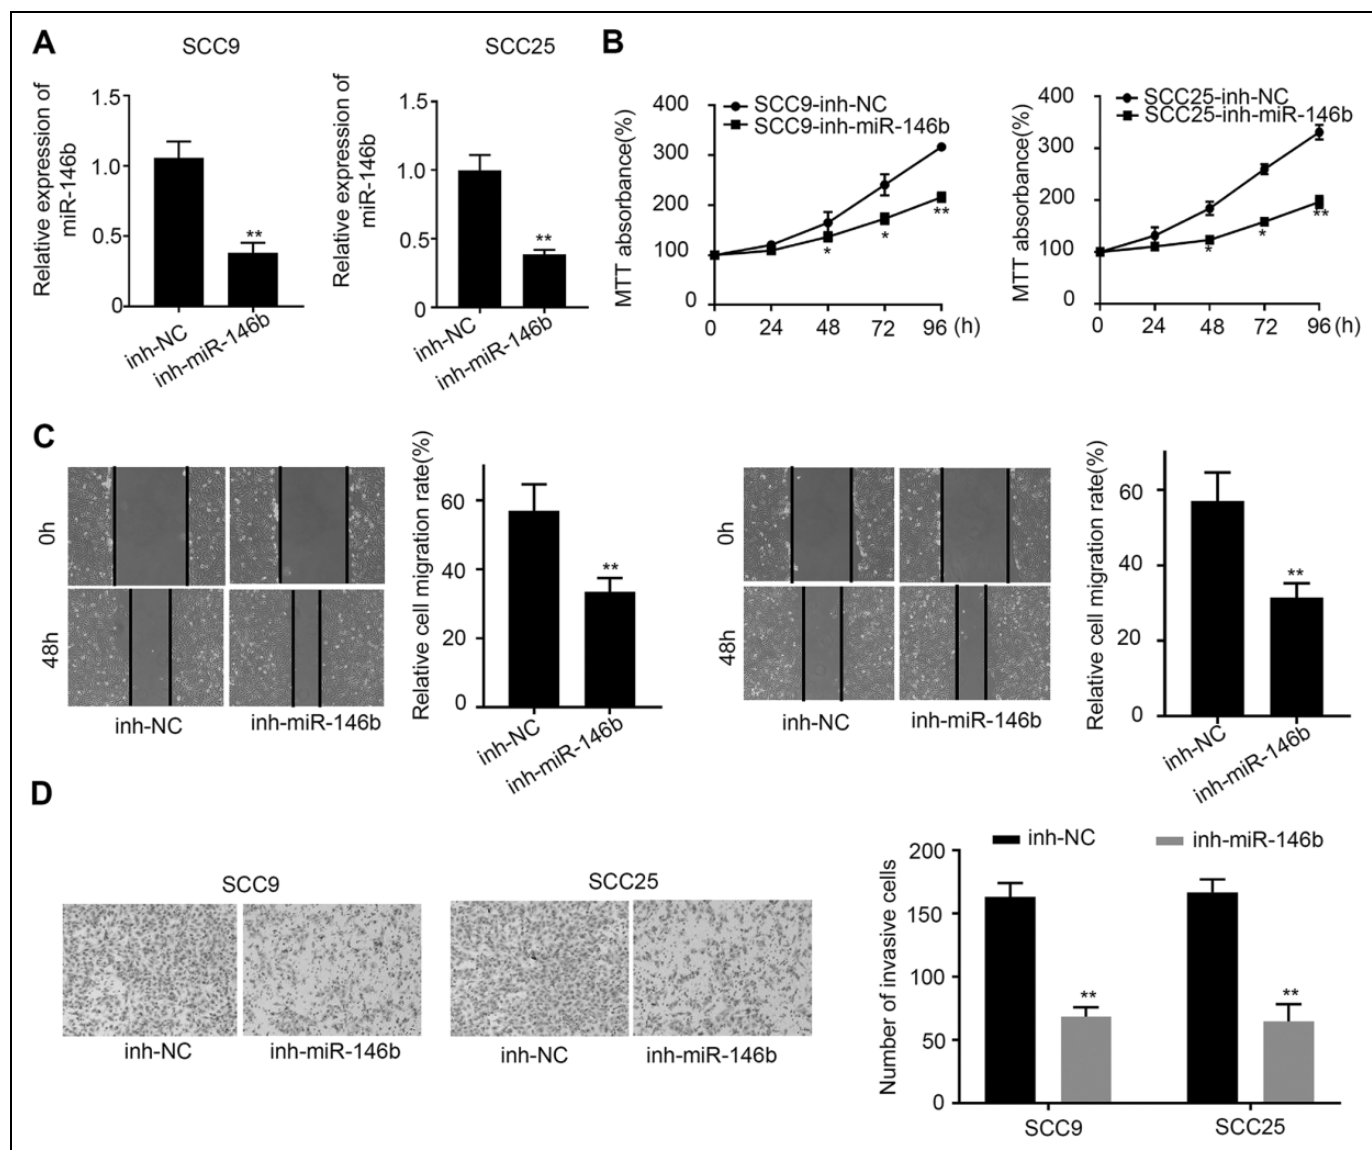 A
SCC9
SCC25
Relative expression of
miR-146b
1.5
1.0
0.5
0
**
inh-NC
inh-miR-146b
Relative expression of
miR-146b
1.5
1.0
0.5
0
**
inh-NC
inh-miR-146b
B
MTT absorbance(%)
400
300
200
100
0
SCC9-inh-NC
SCC9-inh-miR-146b
*
*
**
0 24 48 72 96 (h)
MTT absorbance(%)
400
300
200
100
0
SCC25-inh-NC
SCC25-inh-miR-146b
*
*
**
0 24 48 72 96 (h)
C
0h
48h
inh-NC
inh-miR-146b
Relative cell migration rate(%)
60
40
20
0
**
inh-NC
inh-miR-146b
0h
48h
inh-NC
inh-miR-146b
Relative cell migration rate(%)
60
40
20
0
**
inh-NC
inh-miR-146b
D
SCC9
SCC25
inh-NC
inh-miR-146b
inh-NC
inh-miR-146b
inh-NC
inh-miR-146b
Number of invasive cells
200
150
100
50
0
**
**
SCC9
SCC25